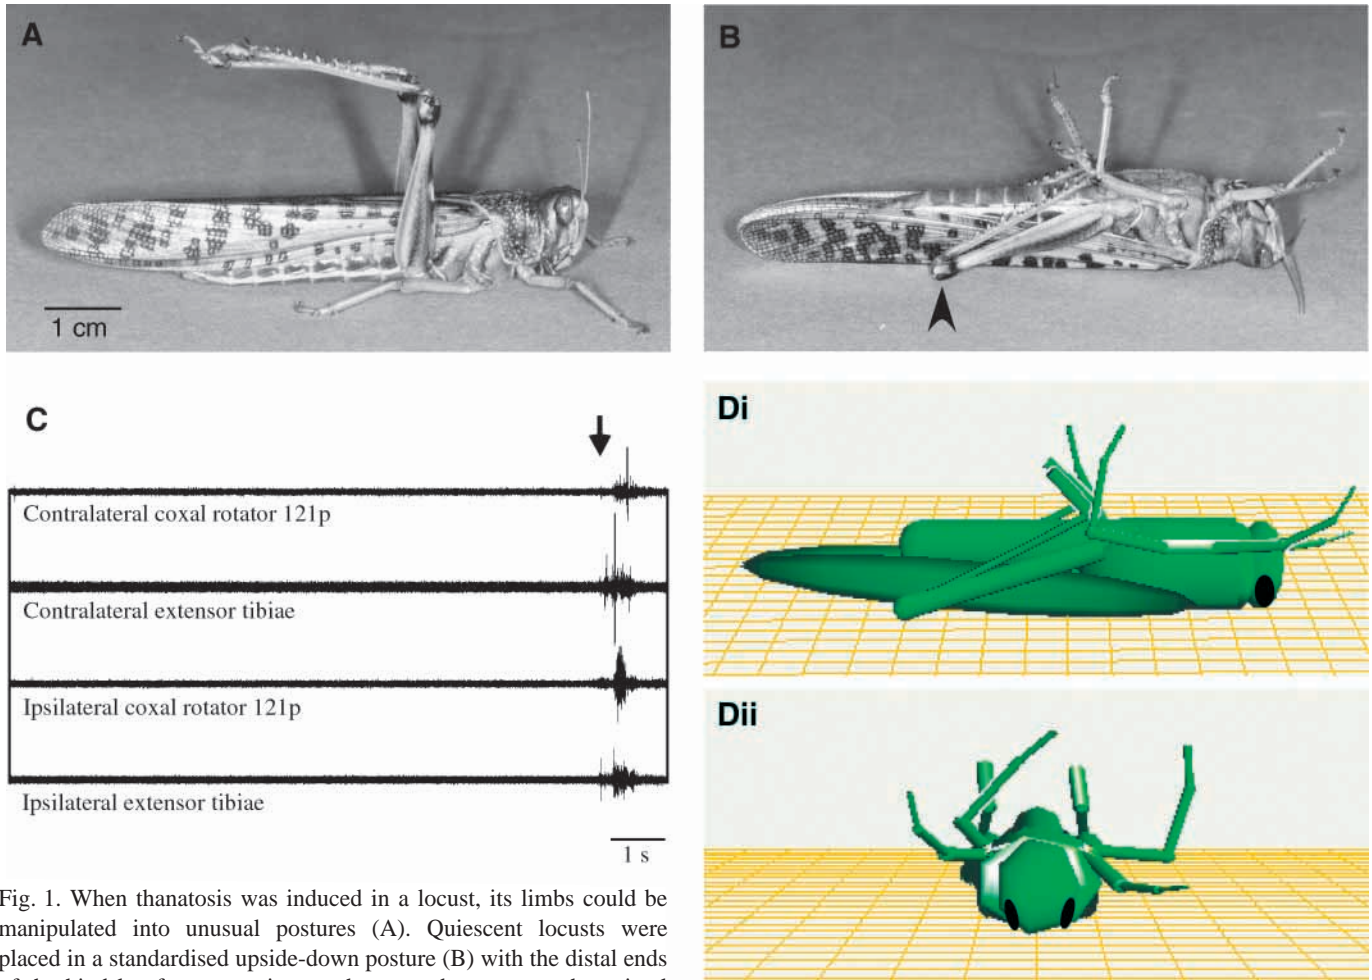 A
1 cm
B
C
Contralateral coxal rotator 121p
Contralateral extensor tibiae
Ipsilateral coxal rotator 121p
Ipsilateral extensor tibiae
1 s
Fig. 1. When thanatosis was induced in a locust, its limbs could be
manipulated into unusual postures (A). Quiescent locusts were
placed in a standardised upside-down posture (B) with the distal ends
Di
Dii